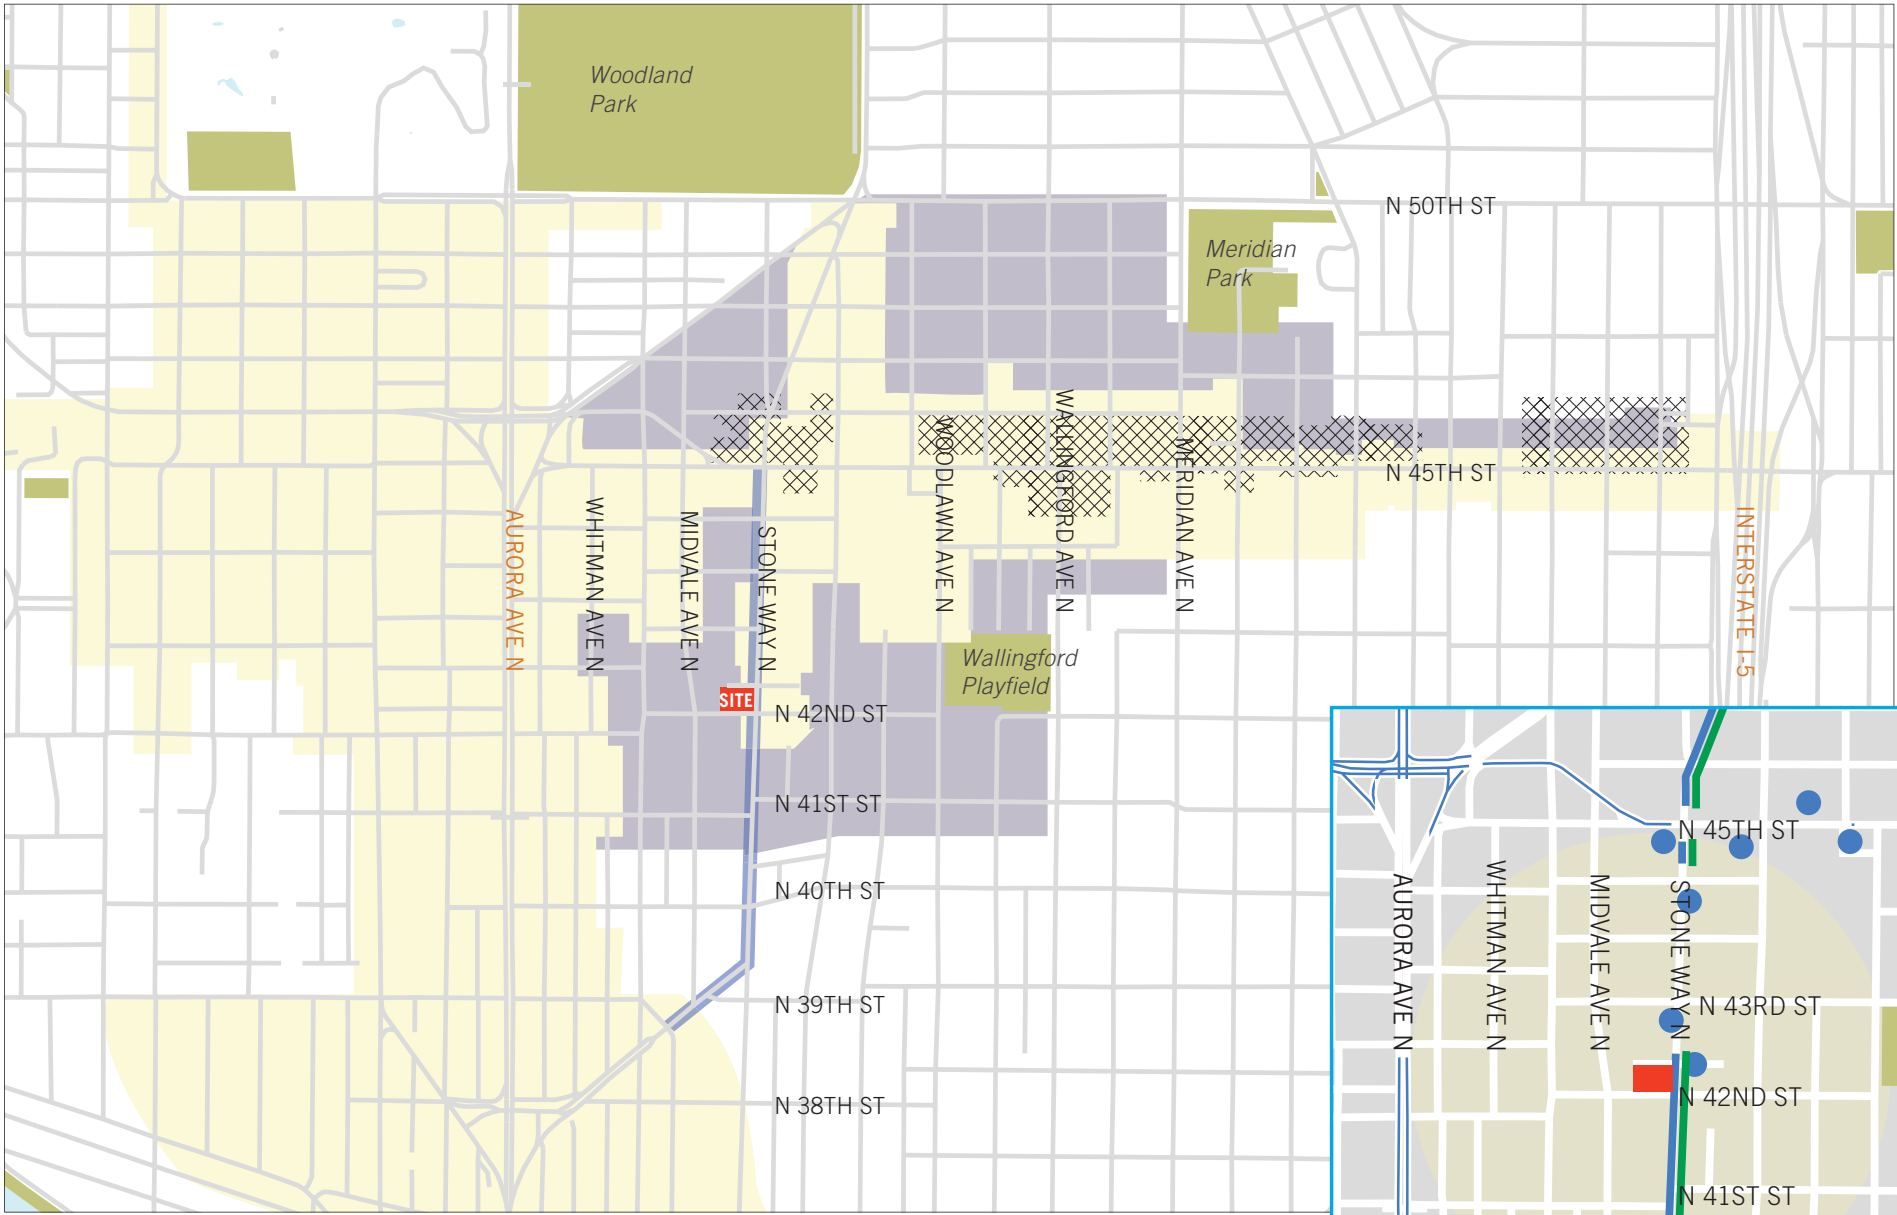 Woodland
Park
N 50TH ST
Meridian
Park
N 45TH ST
AURORA AVE N
WHITMAN AVE N
MIDVALE AVE N
STONE WAY N
WOODLAWN AVE N
WALLINGFORD AVE N
MERIDIAN AVE N
INTERSTATE I-5
Wallingford
Playfield
SITE
N 42ND ST
N 41ST ST
N 40TH ST
N 39TH ST
N 38TH ST
N 45TH ST
AURORA AVE N
WHITMAN AVE N
MIDVALE AVE N
STONE WAY N
N 43RD ST
N 42ND ST
N 41ST ST